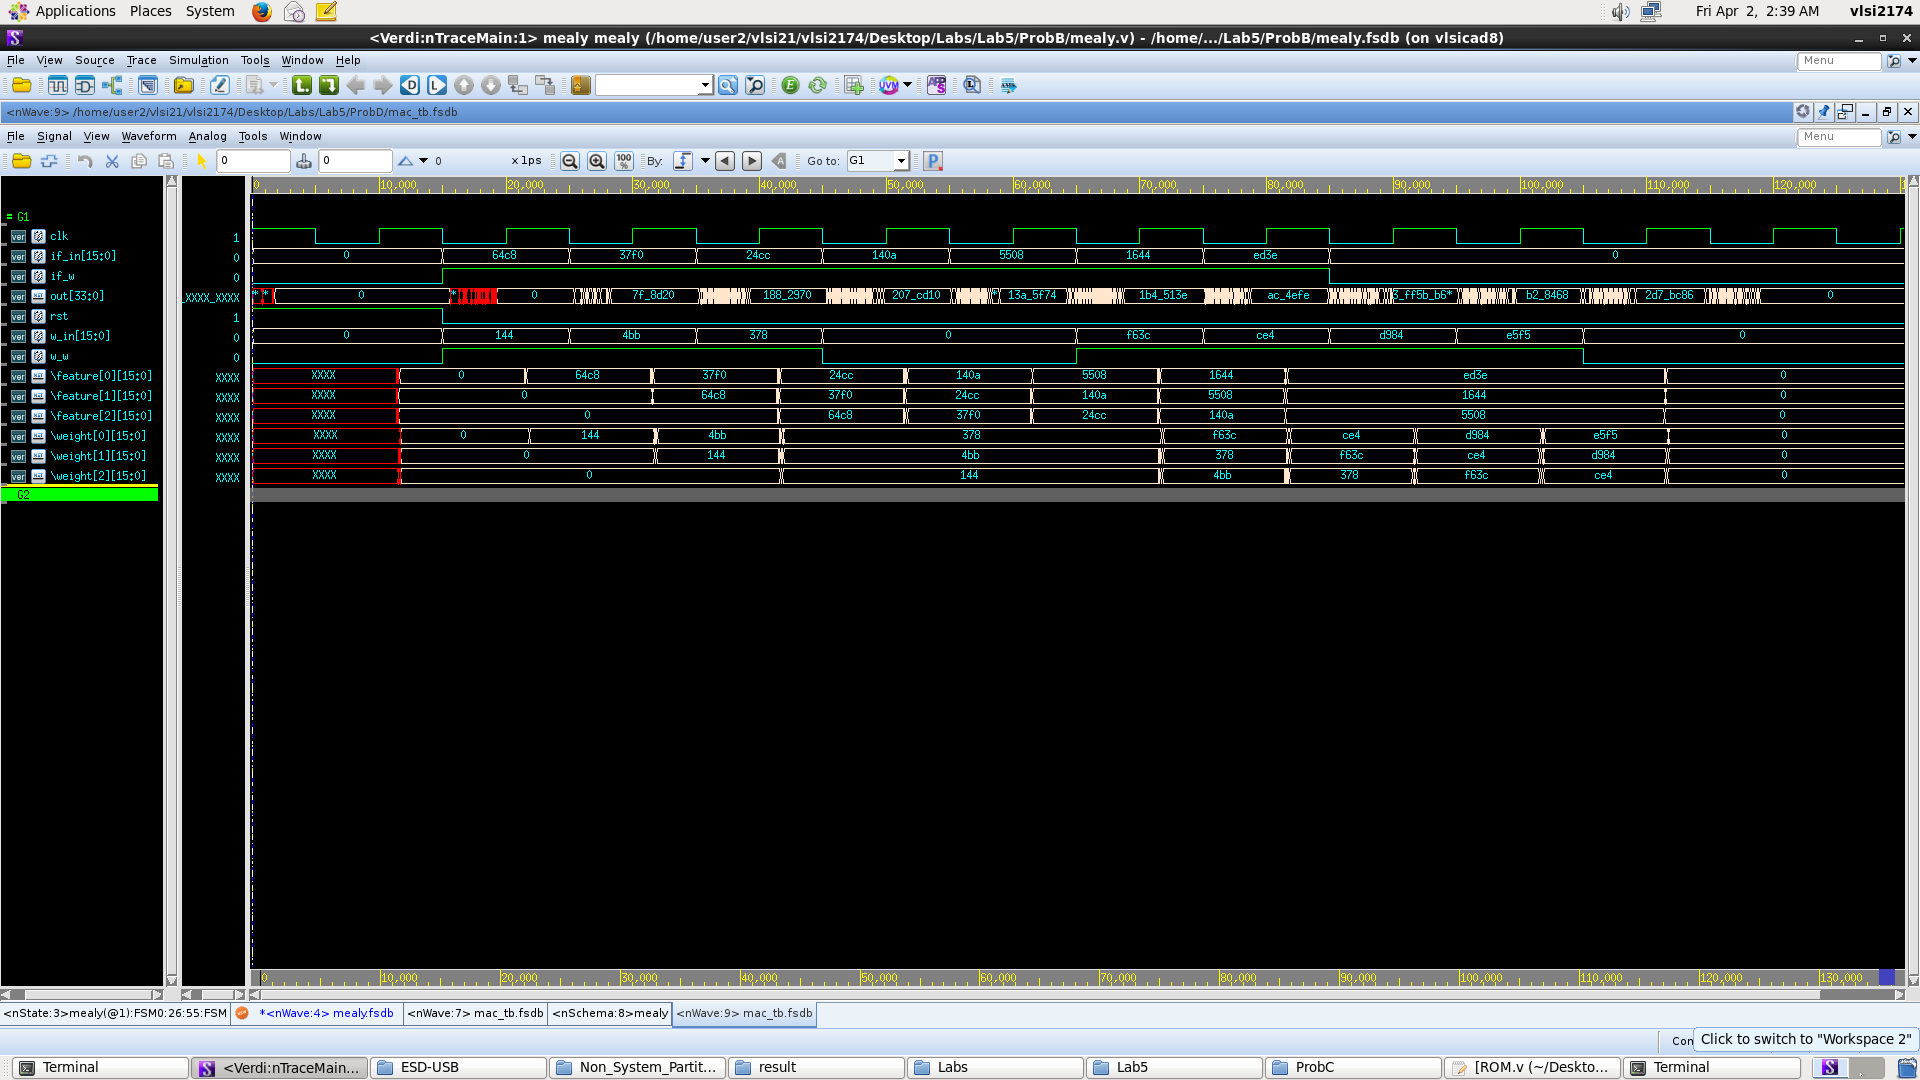 Applications Places System Fri Apr 2, 2:39 AM vlsi2174
<Verdi:nTraceMain:1> mealy mealy (/home/user2/vlsi21/vlsi2174/Desktop/Labs/Lab5/ProbB/mealy.v) - /home/.../Lab5/ProbB/mealy.fsdb (on vlsicad8)
File View Source Trace Simulation Tools Window Help Menu
<nWave:9> /home/user2/vlsi21/vlsi2174/Desktop/Labs/Lab5/ProbD/mac_tb.fsdb
File Signal View Waveform Analog Tools Window Menu
0 0 0 x 1ps 100 % By: Go to: G1
0 10,000 20,000 30,000 40,000 50,000 60,000 70,000 80,000 90,000 100,000 110,000 120,000
= G1
clk 1
if_in[15:0] 0 0 64c8 37f0 24cc 140a 5508 1644 ed3e 0
if_w 0
out[33:0] _XXXX_XXXX * * 0 * 0 7f_8d20 188_2970 207_cd10 * 13a_5f74 1b4_513e ac_4efe 3_ff5b_b6* b2_8468 2d7_bc86 0
rst 1
w_in[15:0] 0 0 144 4bb 378 0 f63c ce4 d984 e5f5 0
w_w 0
\feature[0][15:0] XXXX XXXX 0 64c8 37f0 24cc 140a 5508 1644 ed3e 0
\feature[1][15:0] XXXX XXXX 0 64c8 37f0 24cc 140a 5508 1644 0
\feature[2][15:0] XXXX XXXX 0 64c8 37f0 24cc 140a 5508 0
\weight[0][15:0] XXXX XXXX 0 144 4bb 378 f63c ce4 d984 e5f5 0
\weight[1][15:0] XXXX XXXX 0 144 4bb 378 f63c ce4 d984 0
\weight[2][15:0] XXXX XXXX 0 144 4bb 378 f63c ce4 0
G2
0 10,000 20,000 30,000 40,000 50,000 60,000 70,000 80,000 90,000 100,000 110,000 120,000 130,000
<nState:3>mealy(@1):FSM0:26:55:FSM *<nWave:4> mealy.fsdb <nWave:7> mac_tb.fsdb <nSchema:8>mealy <nWave:9> mac_tb.fsdb
Con Click to switch to "Workspace 2"
Terminal <Verdi:nTraceMain... ESD-USB Non_System_Partit... result Labs Lab5 ProbC [ROM.v (~/Deskto... Terminal